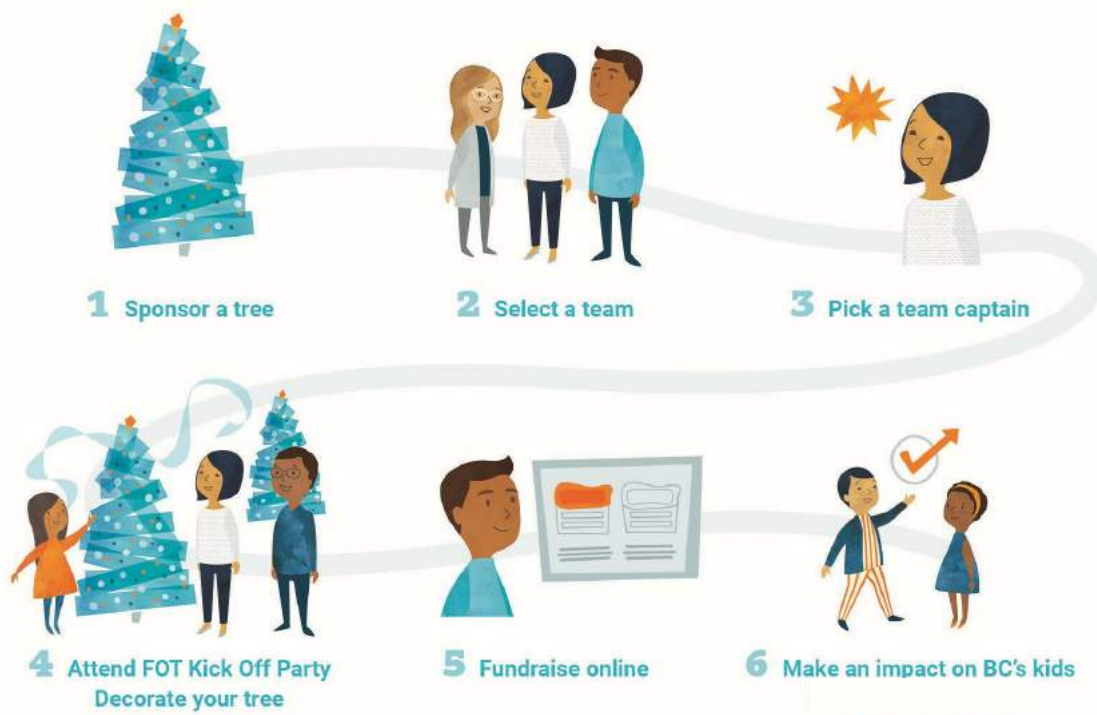 1 Sponsor a tree
2 Select a team
3 Pick a team captain
4 Attend FOT Kick Off Party
Decorate your tree
5 Fundraise online
6 Make an impact on BC's kids